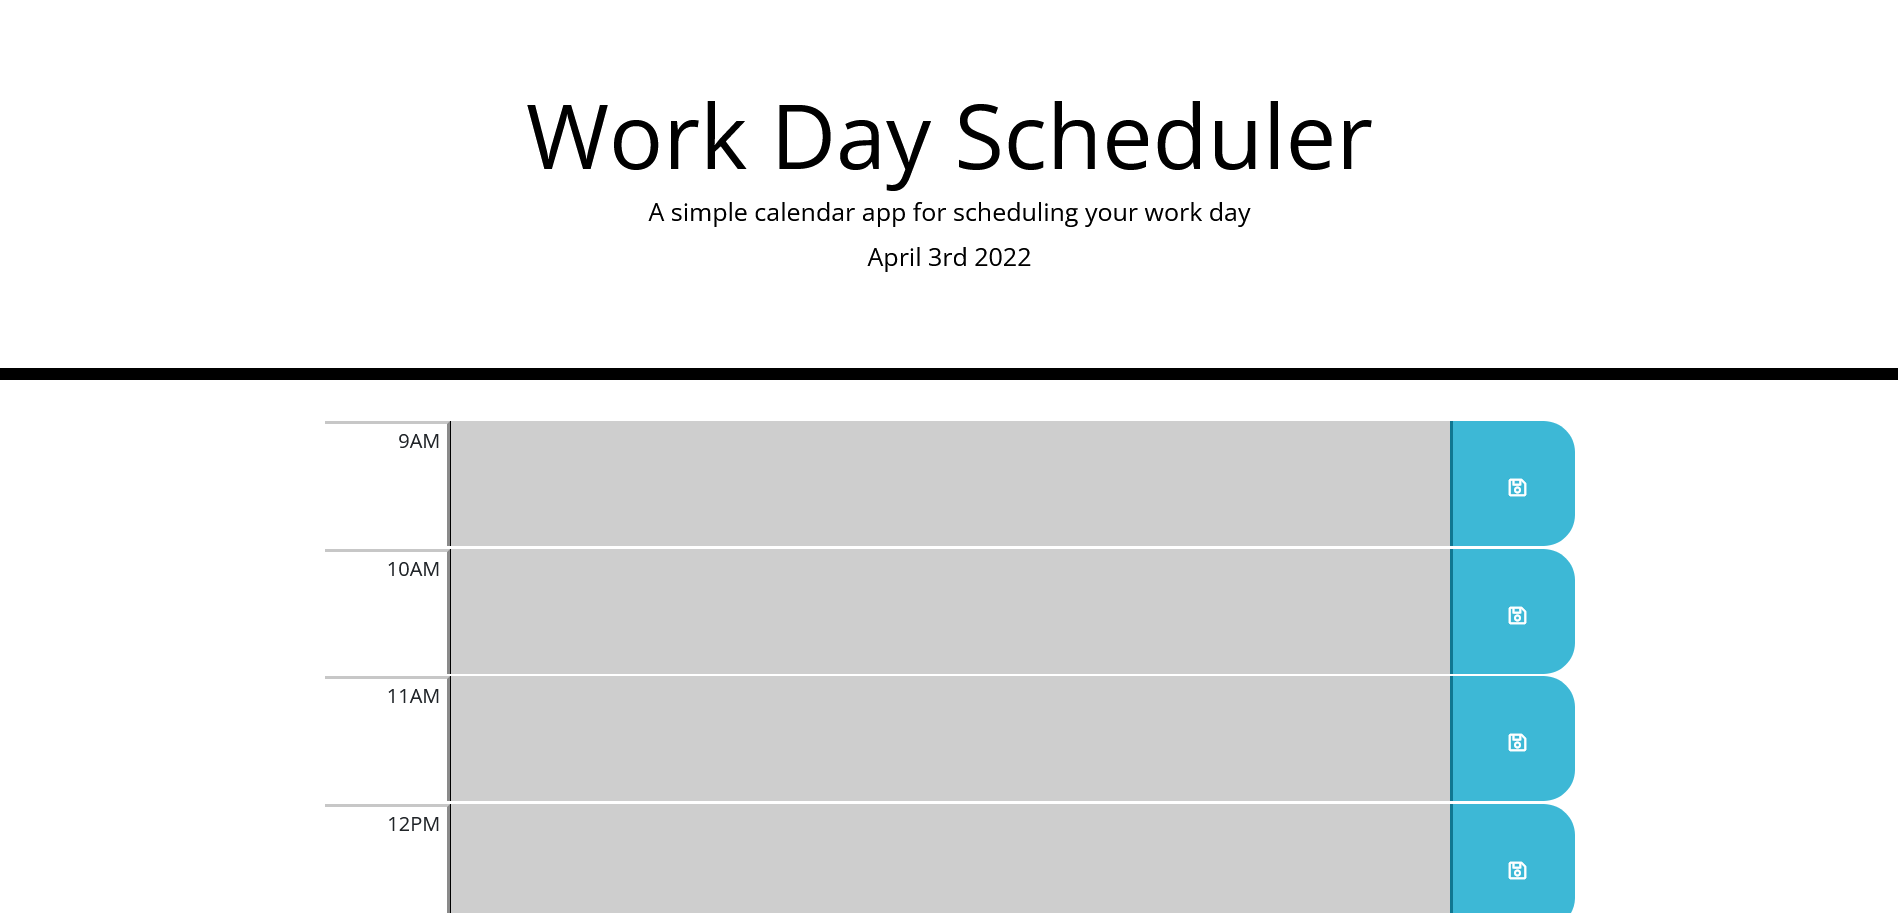 Work Day Scheduler
A simple calendar app for scheduling your work day
April 3rd 2022
9AM
10AM
11AM
12PM